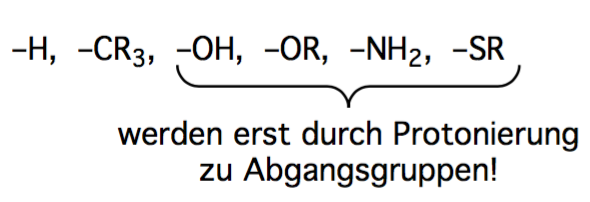 –H, –CR₃, –OH, –OR, –NH₂, –SR
werden erst durch Protonierung
zu Abgangsgruppen!